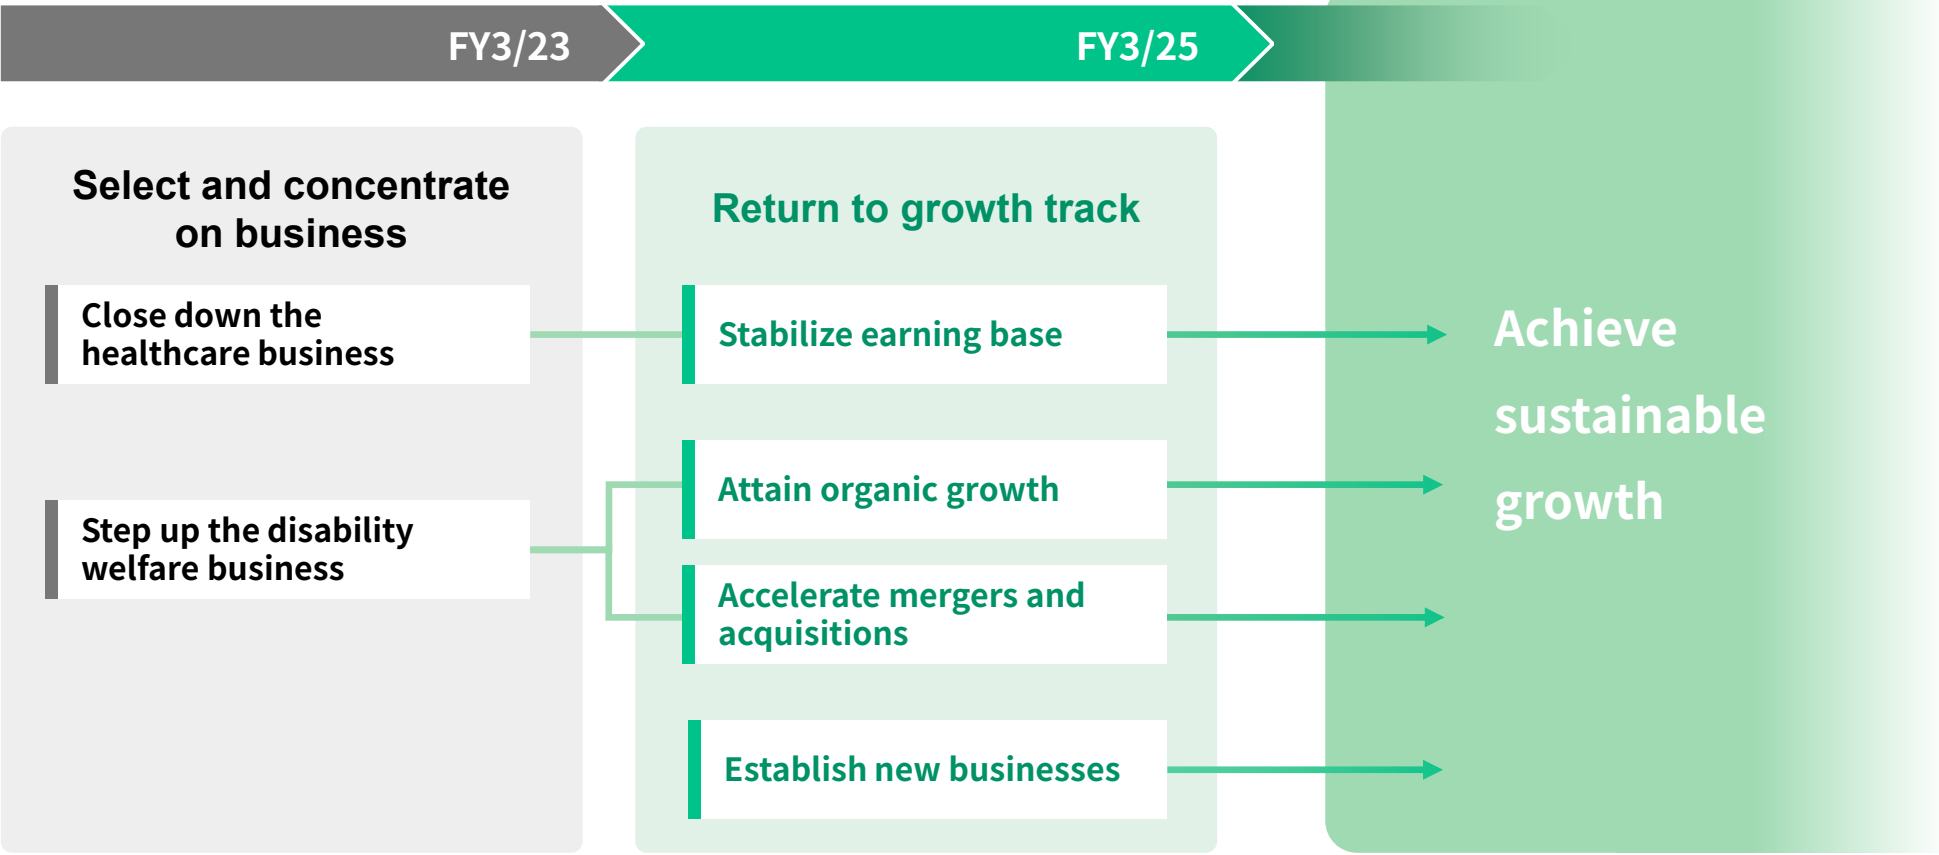 FY3/23
FY3/25
Select and concentrate
on business
Close down the
healthcare business
Step up the disability
welfare business
Return to growth track
Stabilize earning base
Attain organic growth
Accelerate mergers and
acquisitions
Establish new businesses
Achieve
sustainable
growth